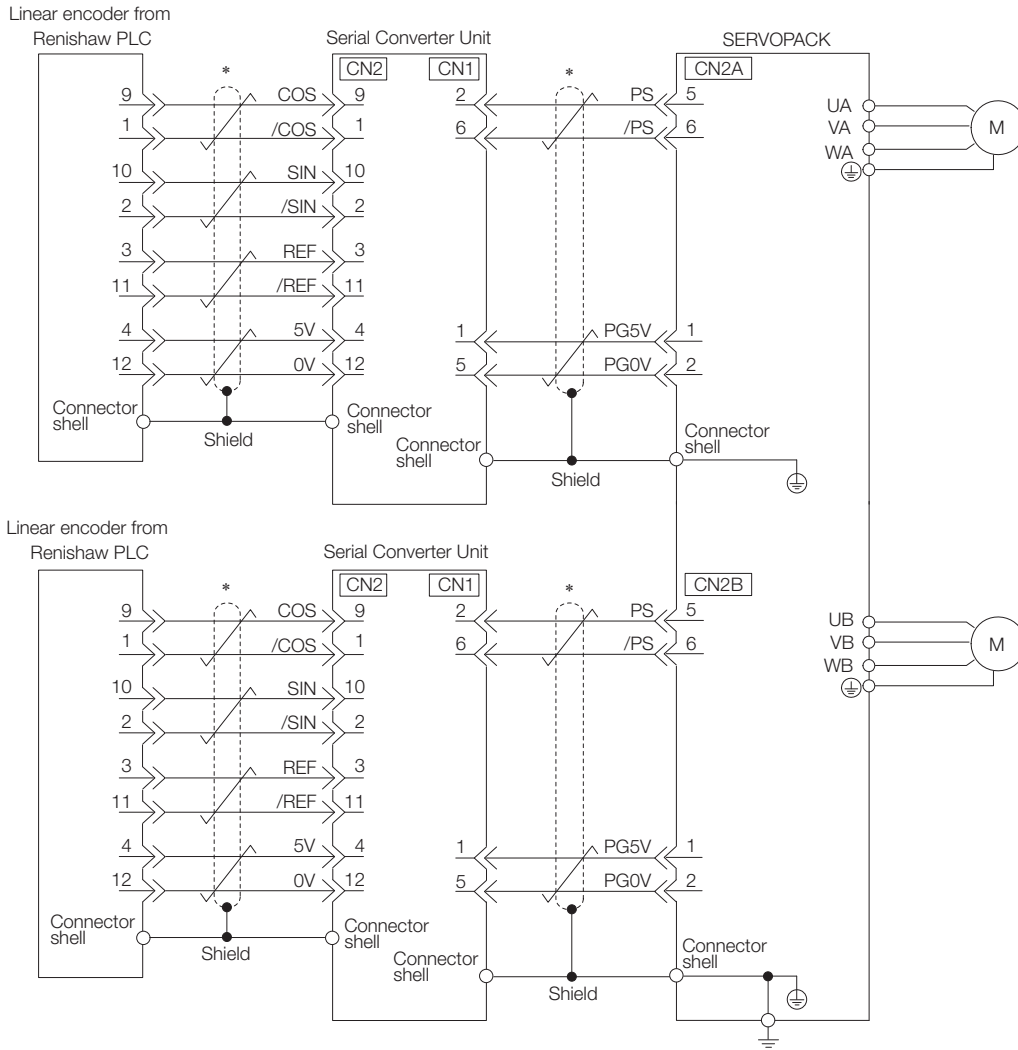 Linear encoder from
Renishaw PLC
Serial Converter Unit
SERVOPACK
*
CN2
CN1
*
CN2A
9
COS
9
2
PS
5
1
/COS
1
6
/PS
6
UA
VA
WA
M
10
SIN
10
2
/SIN
2
3
REF
3
11
/REF
11
4
5V
4
1
PG5V
1
12
0V
12
5
PG0V
2
Connector
shell
Shield
Connector
shell
Connector
shell
Shield
Connector
shell
Linear encoder from
Renishaw PLC
Serial Converter Unit
*
CN2
CN1
*
CN2B
9
COS
9
2
PS
5
1
/COS
1
6
/PS
6
UB
VB
WB
M
10
SIN
10
2
/SIN
2
3
REF
3
11
/REF
11
4
5V
4
1
PG5V
1
12
0V
12
5
PG0V
2
Connector
shell
Shield
Connector
shell
Connector
shell
Shield
Connector
shell